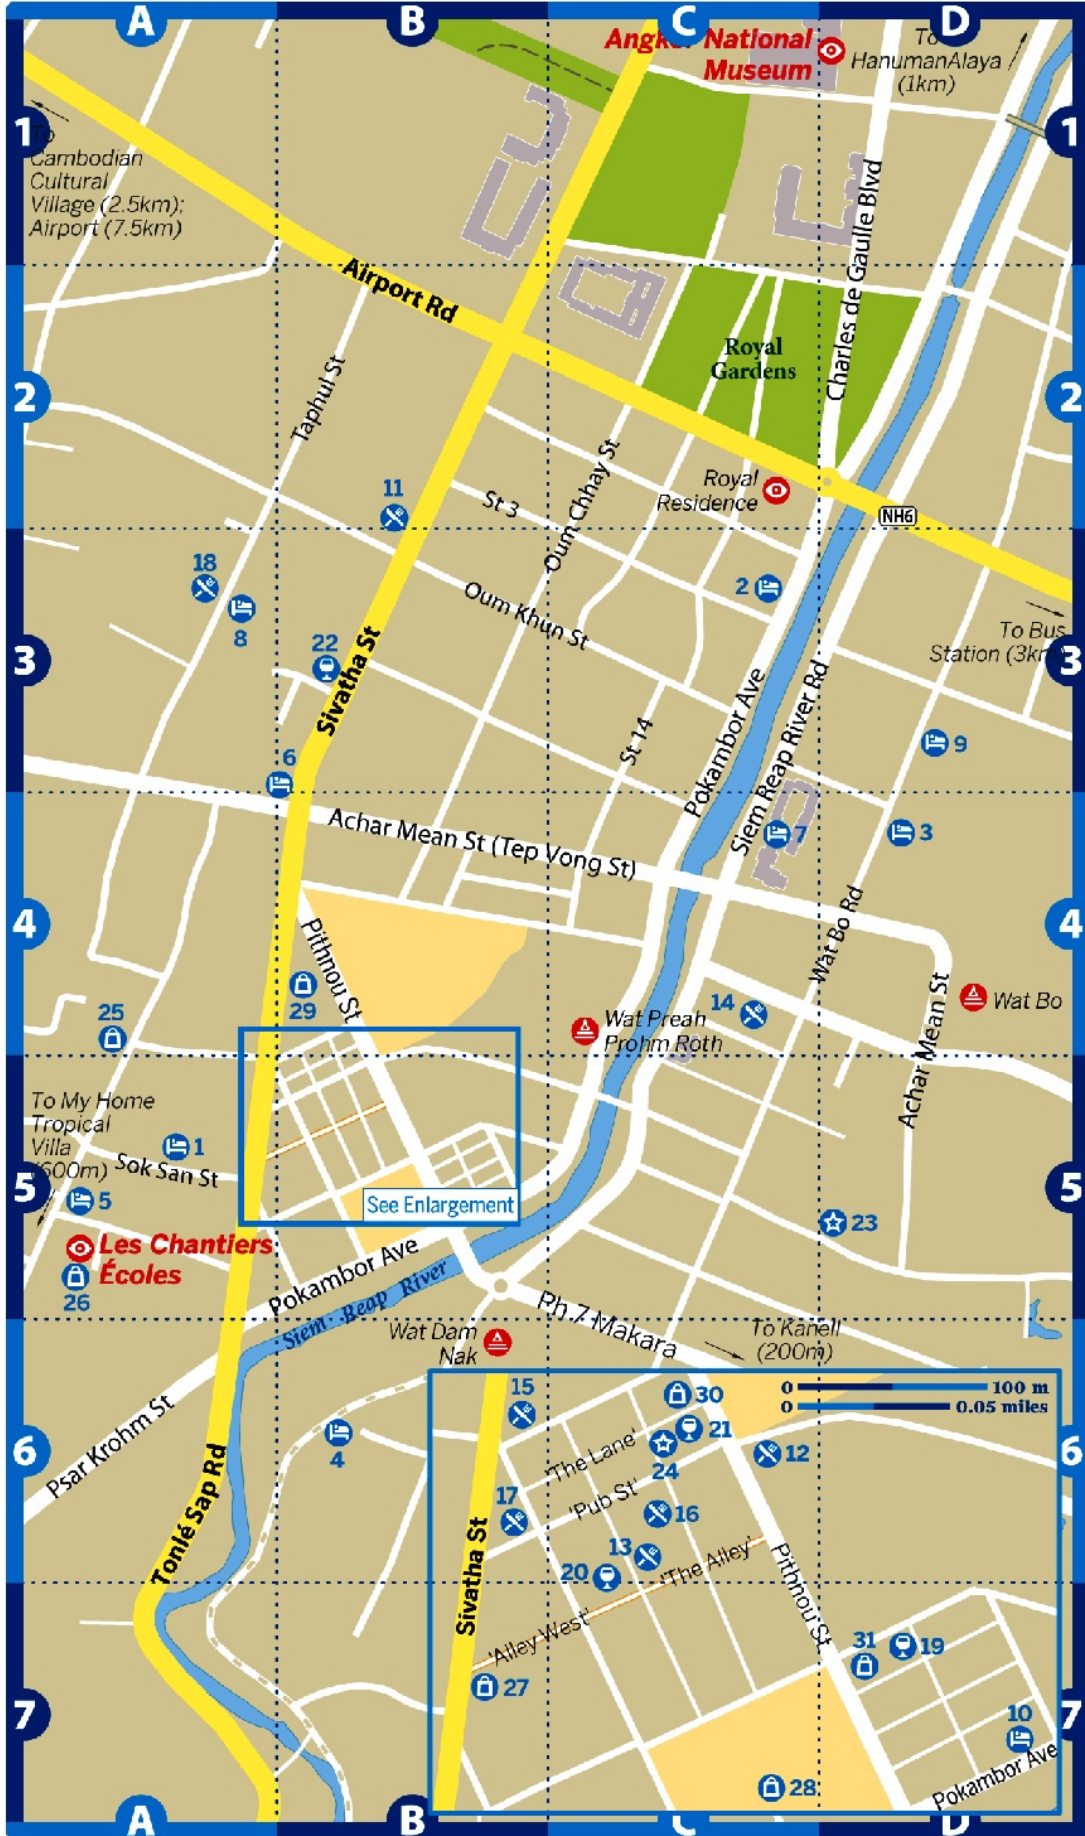 A
B
C
D
Angkor National
Museum
To
HanumanAlaya
(1km)
1
1
To
Cambodian
Cultural
Village (2.5km);
Airport (7.5km)
Charles de Gaulle Blvd
Airport Rd
Royal
Gardens
Taphul St
2
2
11
St 3
Oum Chhay St
Royal
Residence
NH6
18
8
22
Sivatha St
Oum Khun St
2
To Bus
Station (3km)
3
3
St 14
Pokambor Ave
Siem Reap River Rd
9
6
Achar Mean St (Tep Vong St)
7
3
4
4
Pithnou St
Wat Bo Rd
29
25
14
Wat Preah
Prohm Roth
Wat Bo
Achar Mean St
To My Home
Tropical
Villa
(600m)
1
Sok San St
5
See Enlargement
5
5
23
Les Chantiers
Écoles
26
Pokambor Ave
Siem Reap River
Ph 7 Makara
To Kanell
(200m)
Wat Dam
Nak
Psar Krohm St
4
6
6
Tonlé Sap Rd
0
100 m
0
0.05 miles
15
30
21
'The Lane'
24
12
'Pub St'
17
16
13
20
'The Alley'
Sivatha St
'Alley West'
Pithnou St
31
19
27
10
28
Pokambor Ave
7
7
A
B
C
D